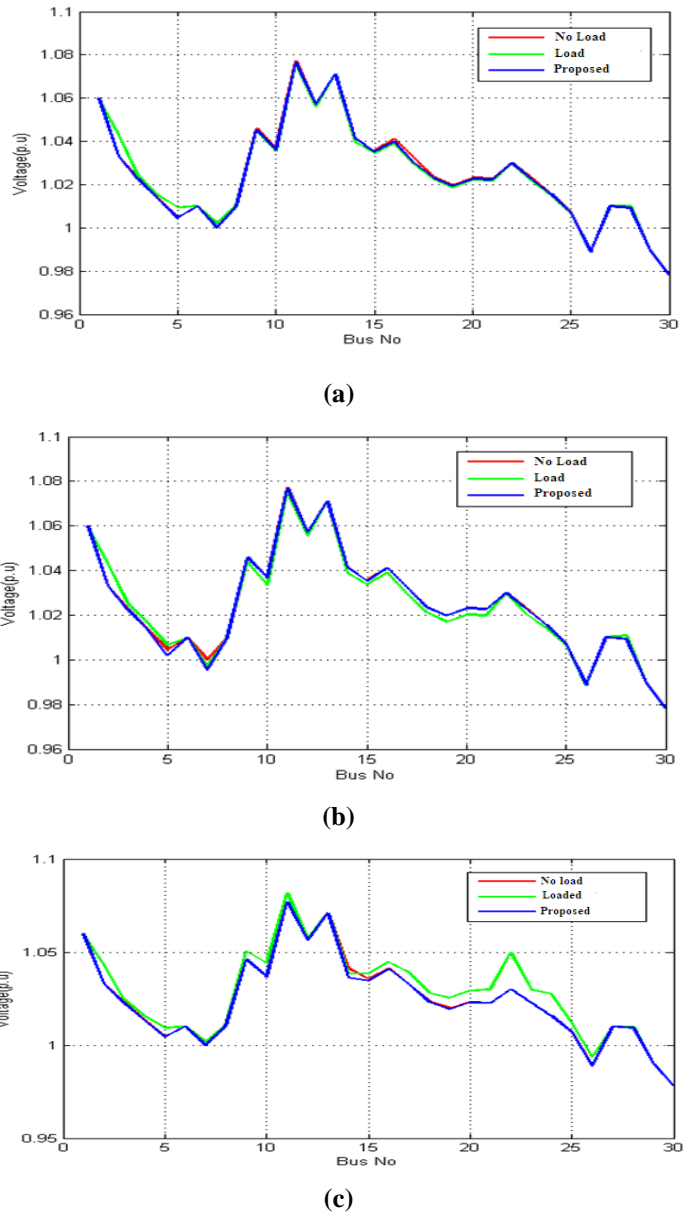 1.1
1.08
1.06
1.04
1.02
1
0.98
0.96
Voltage(p.u)
No Load
Load
Proposed
0 5 10 15 20 25 30
Bus No
(a)
1.1
1.08
1.06
1.04
1.02
1
0.98
0.96
Voltage(p.u)
No Load
Load
Proposed
0 5 10 15 20 25 30
Bus No
(b)
1.1
1.05
1
0.95
Voltage(p.u)
No load
Loaded
Proposed
0 5 10 15 20 25 30
Bus No
(c)